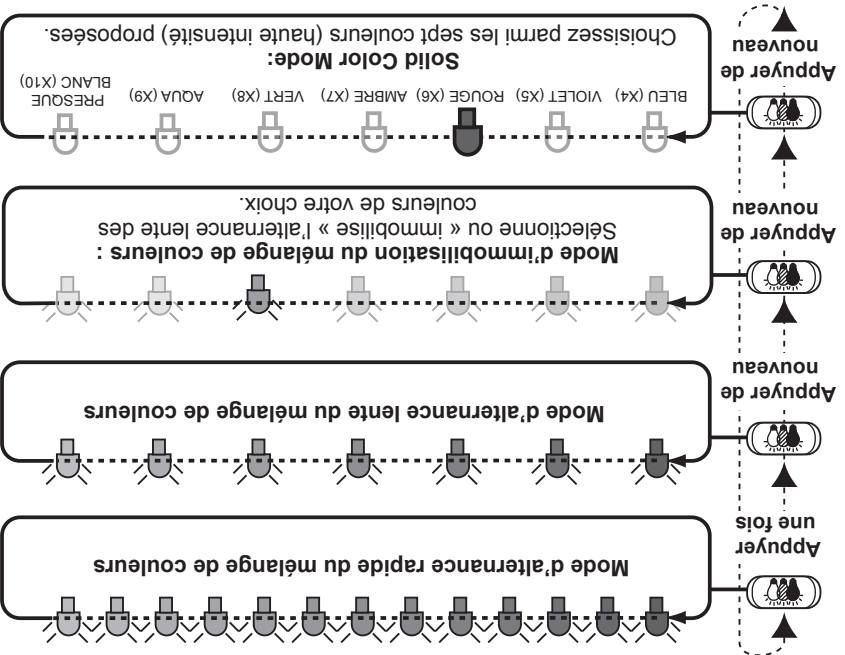 Appuyer
une fois
Mode d'alternance rapide du mélange de couleurs
Appuyer de
nouveau
Mode d'alternance lente du mélange de couleurs
Appuyer de
nouveau
Mode d'immobilisation du mélange de couleurs :
Sélectionne ou « immobilise » l'alternance lente des
couleurs de votre choix.
Appuyer de
nouveau
BLEU (X4) VIOLET (X5) ROUGE (X6) AMBRE (X7) VERT (X8) AQUA (X9) PRESQUE
BLANC (X10)
Solid Color Mode:
Choisissez parmi les sept couleurs (haute intensité) proposées.